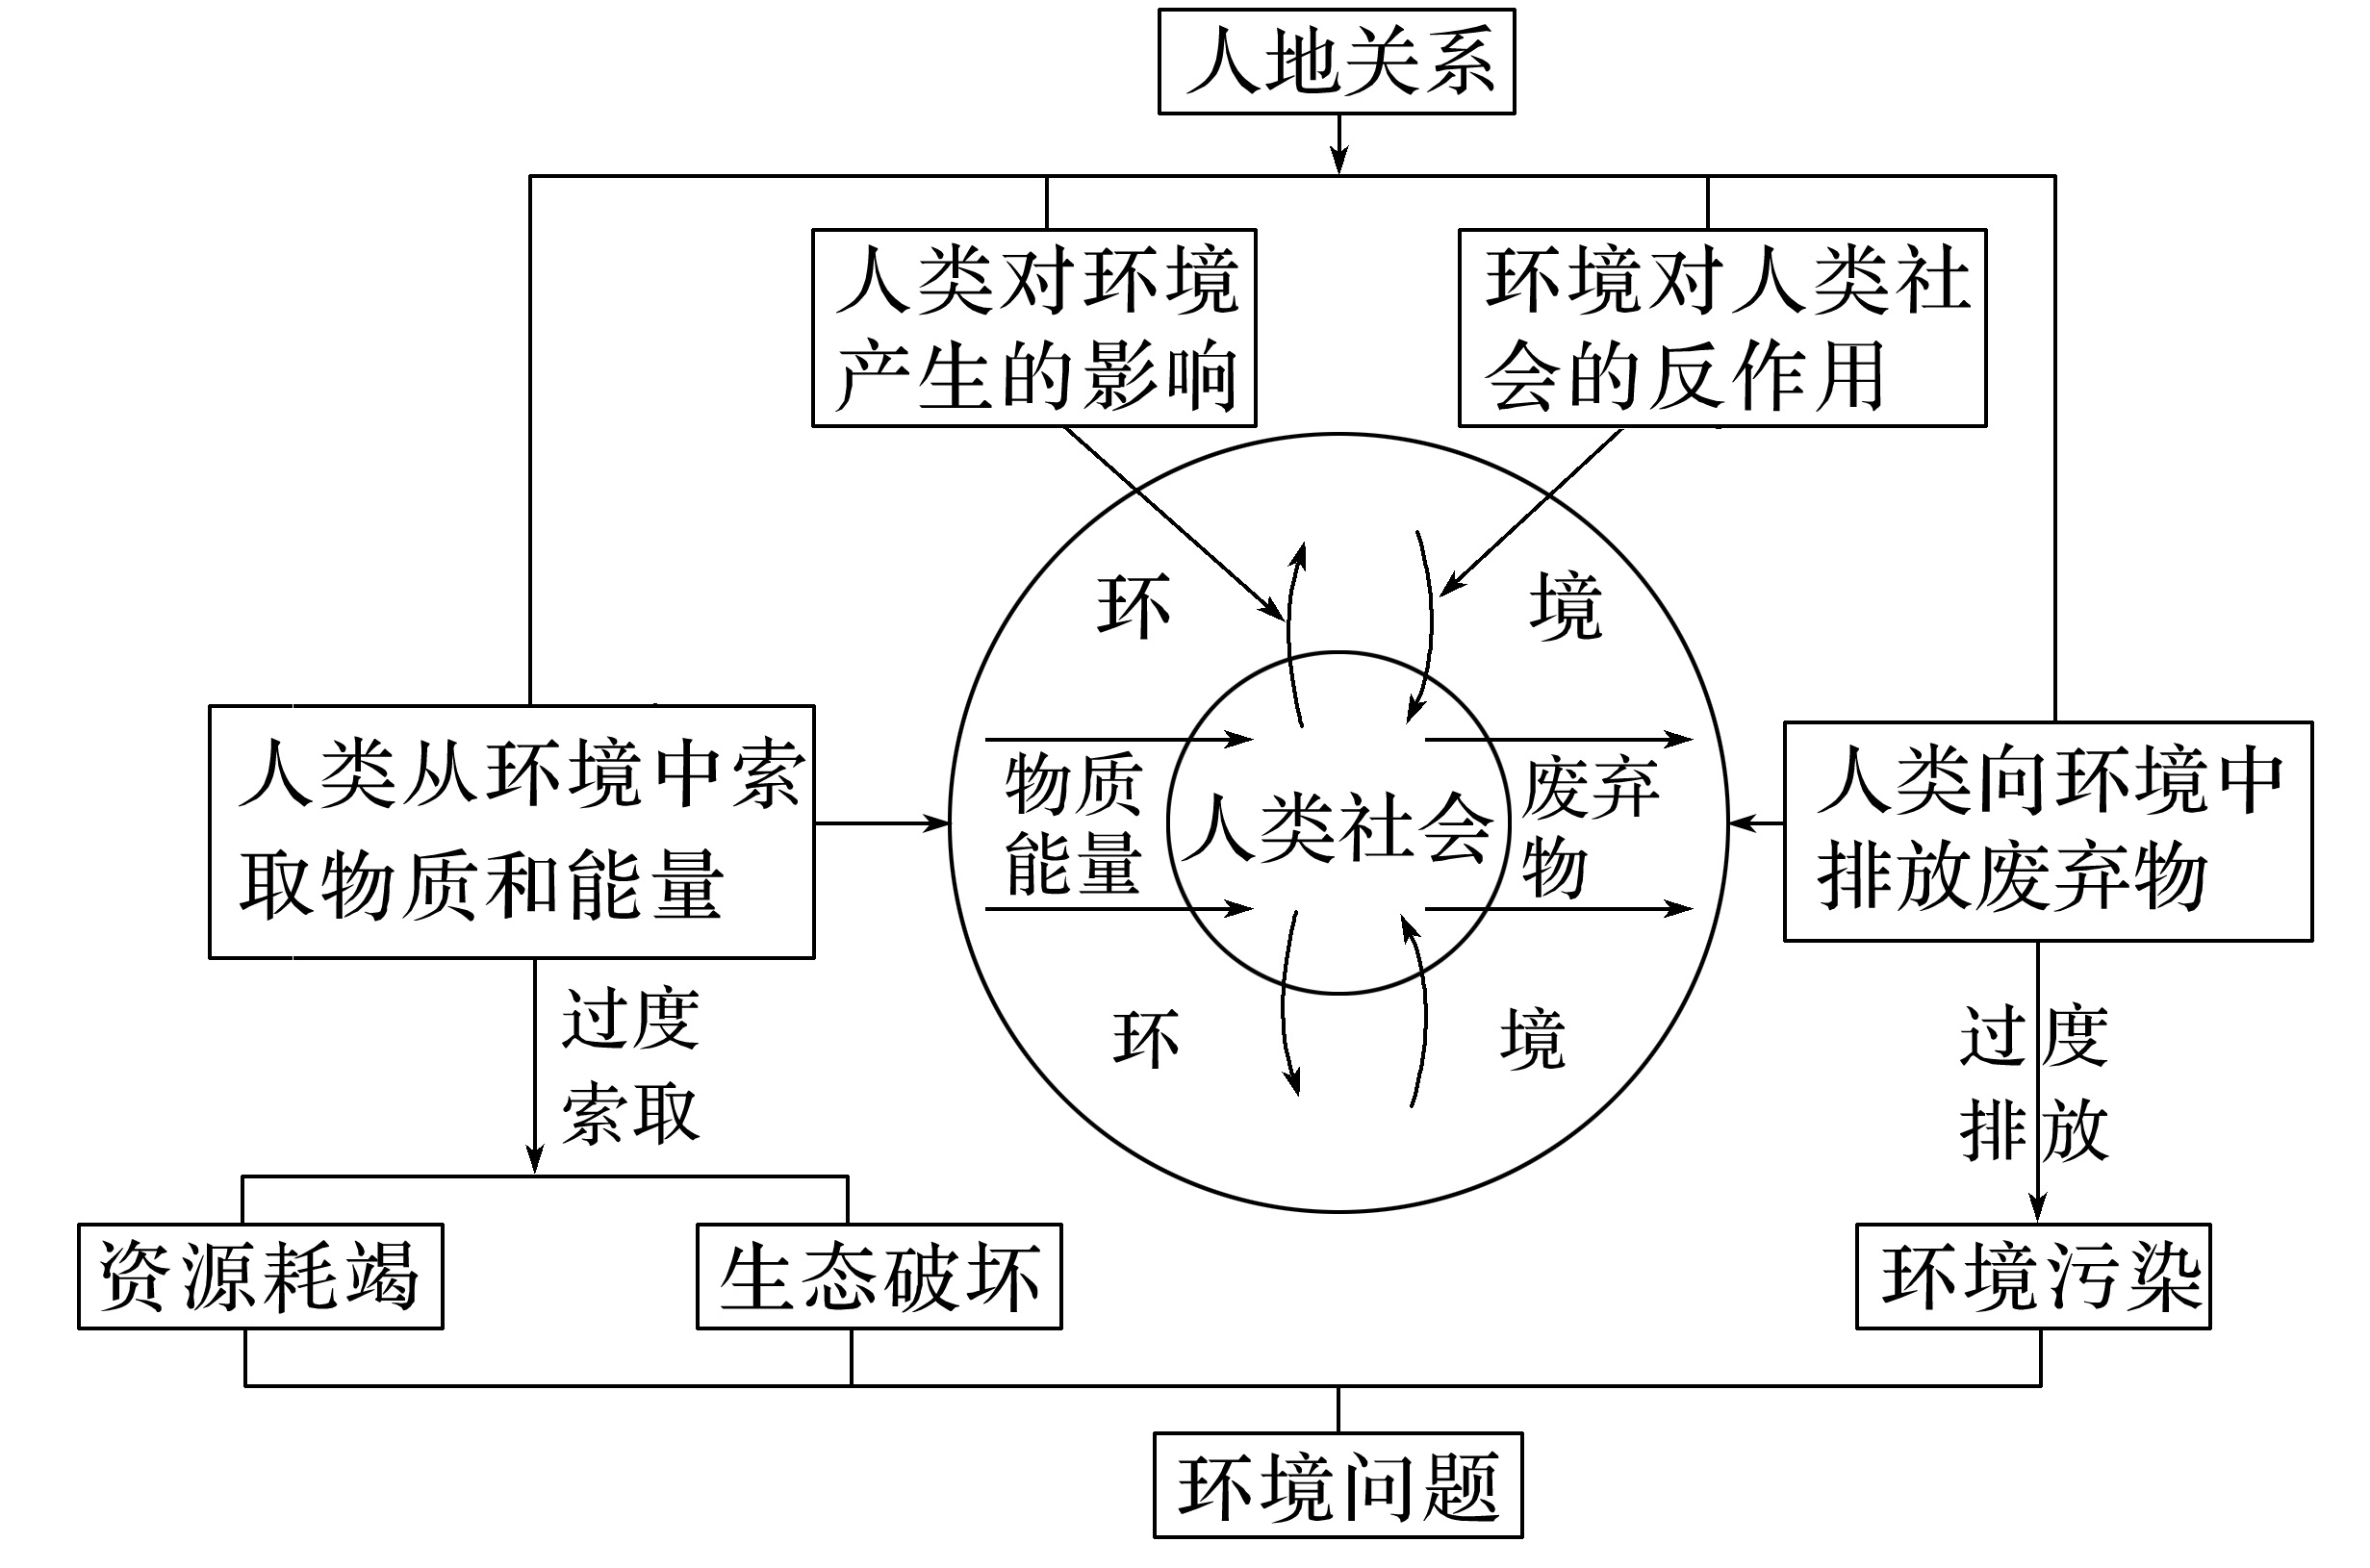 人地关系
人类对环境
产生的影响
环境对人类社
会的反作用
环
境
人类从环境中索
取物质和能量
物质
能量
人类社会
废弃
物
人类向环境中
排放废弃物
过度
索取
环
境
过度
排放
资源耗竭
生态破坏
环境污染
环境问题